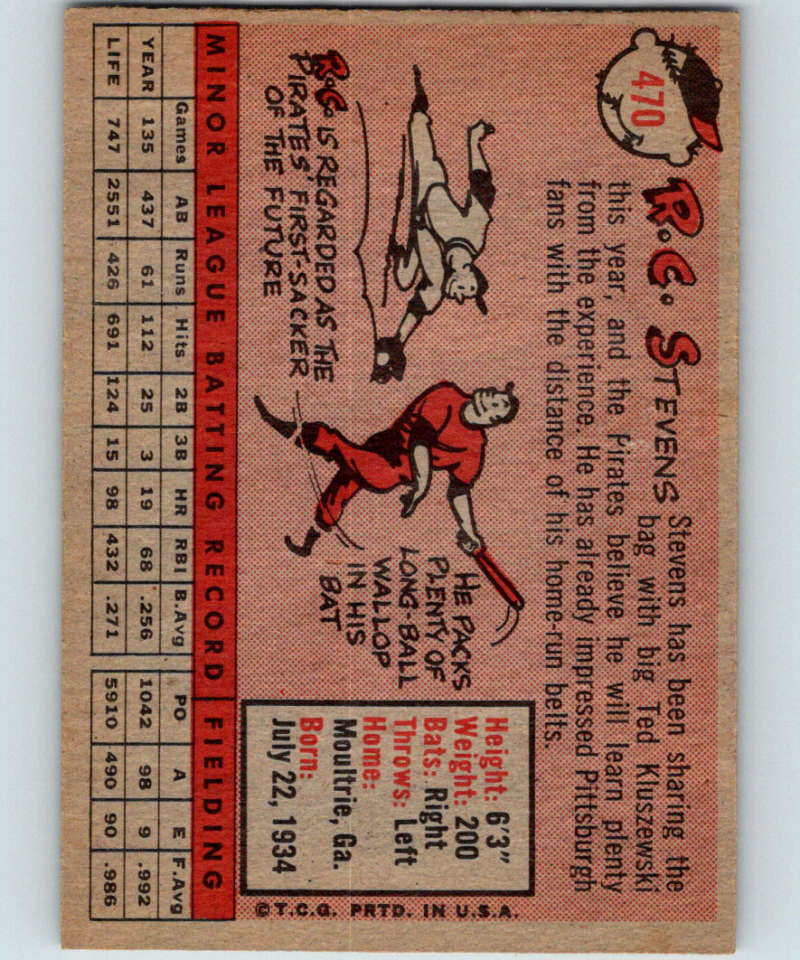 470
R.C. STEVENS
Stevens has been sharing the
bag with big Ted Kluszewski
this year, and the Pirates believe he will learn plenty
from the experience. He has already impressed Pittsburgh
fans with the distance of his home-run belts.
R.C. IS REGARDED AS THE
PIRATES' FIRST-SACKER
OF THE FUTURE
HE PACKS
PLENTY OF
LONG-BALL
WALLOP
IN HIS
BAT
Height: 6'3"
Weight: 200
Bats: Right
Throws: Left
Home:
Moultrie, Ga.
Born:
July 22, 1934
©T.C.G. PRTD. IN U.S.A.
MINOR LEAGUE BATTING RECORD FIELDING
Games AB Runs Hits 2B 3B HR RBI B.Avg PO A E F.Avg
YEAR 135 437 61 112 25 3 19 68 .256 1042 98 9 .992
LIFE 747 2551 426 691 124 15 98 432 .271 5910 490 90 .986